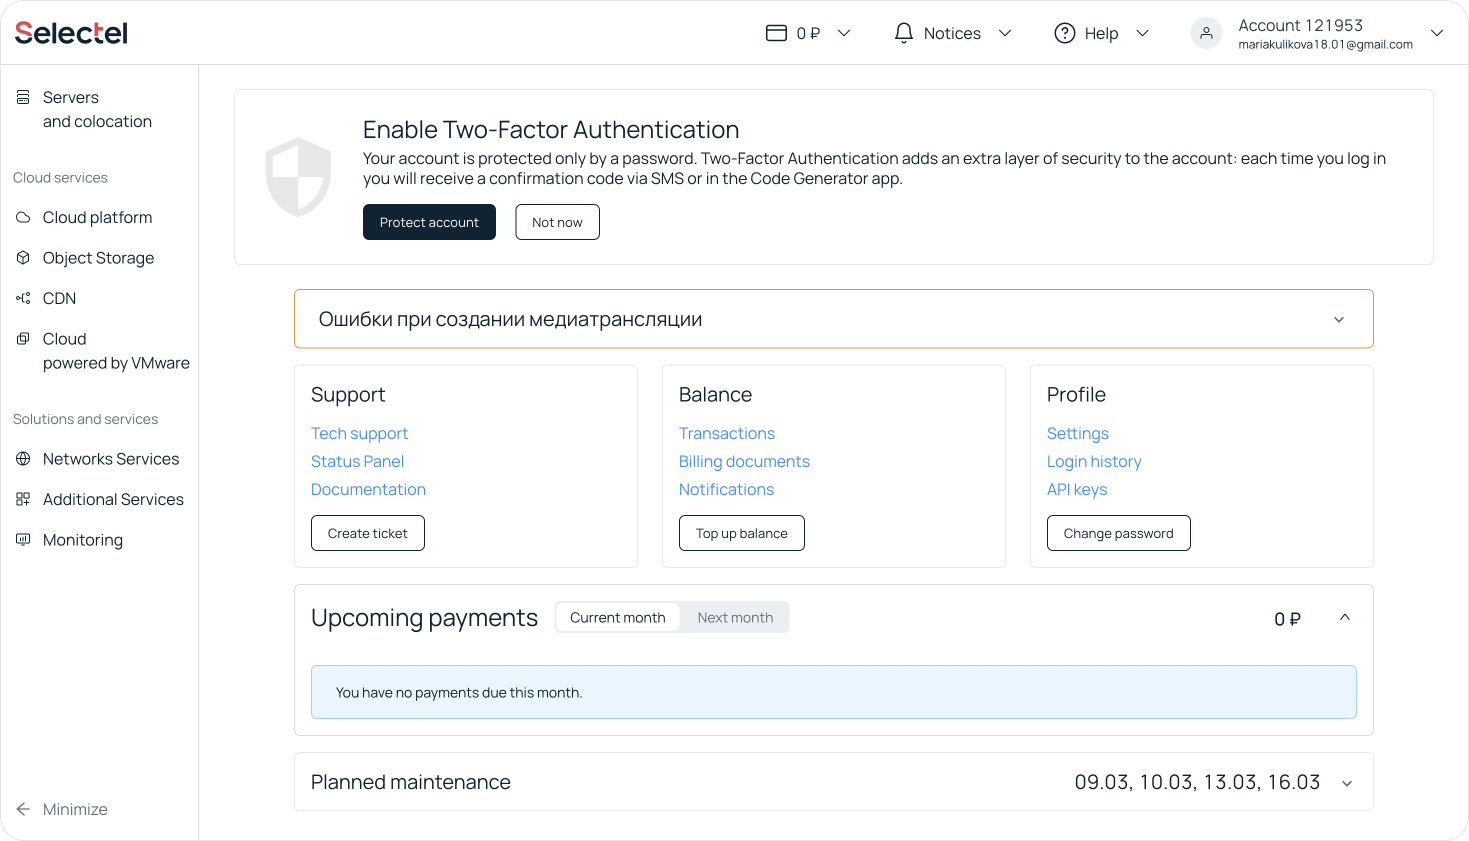 Selectel
0 ₽
Notices
Help
Account 121953
mariakulikova18.01@gmail.com
Servers
and colocation
Cloud services
Cloud platform
Object Storage
CDN
Cloud
powered by VMware
Solutions and services
Networks Services
Additional Services
Monitoring
Minimize
Enable Two-Factor Authentication
Your account is protected only by a password. Two-Factor Authentication adds an extra layer of security to the account: each time you log in
you will receive a confirmation code via SMS or in the Code Generator app.
Protect account
Not now
Ошибки при создании медиатрансляции
Support
Tech support
Status Panel
Documentation
Create ticket
Balance
Transactions
Billing documents
Notifications
Top up balance
Profile
Settings
Login history
API keys
Change password
Upcoming payments
Current month
Next month
0 ₽
You have no payments due this month.
Planned maintenance
09.03, 10.03, 13.03, 16.03